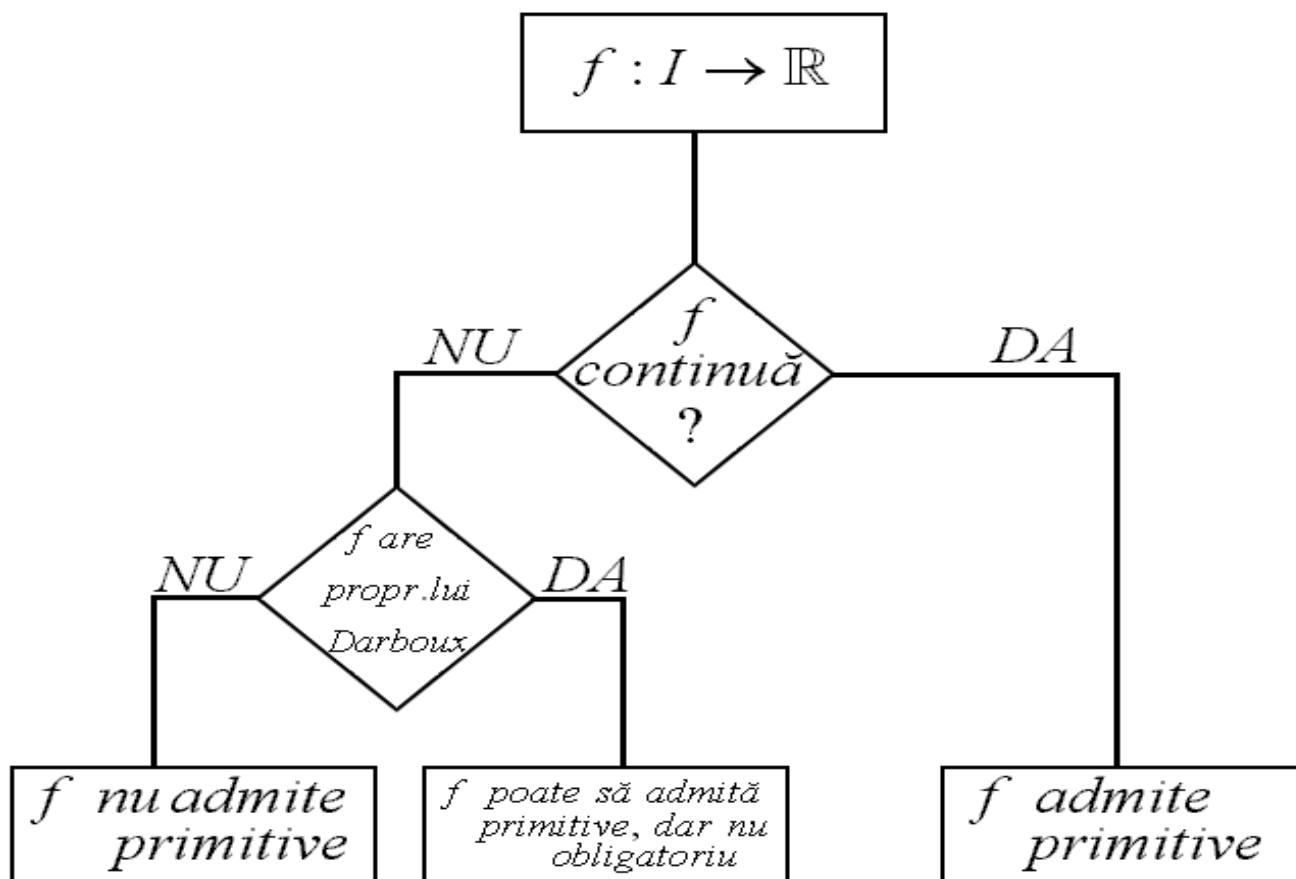 f : I → ℝ
f
continuă
?
NU
DA
f are
propr.lui
Darboux
NU
DA
f nu admite
primitive
f poate să admită
primitive, dar nu
obligatoriu
f admite
primitive